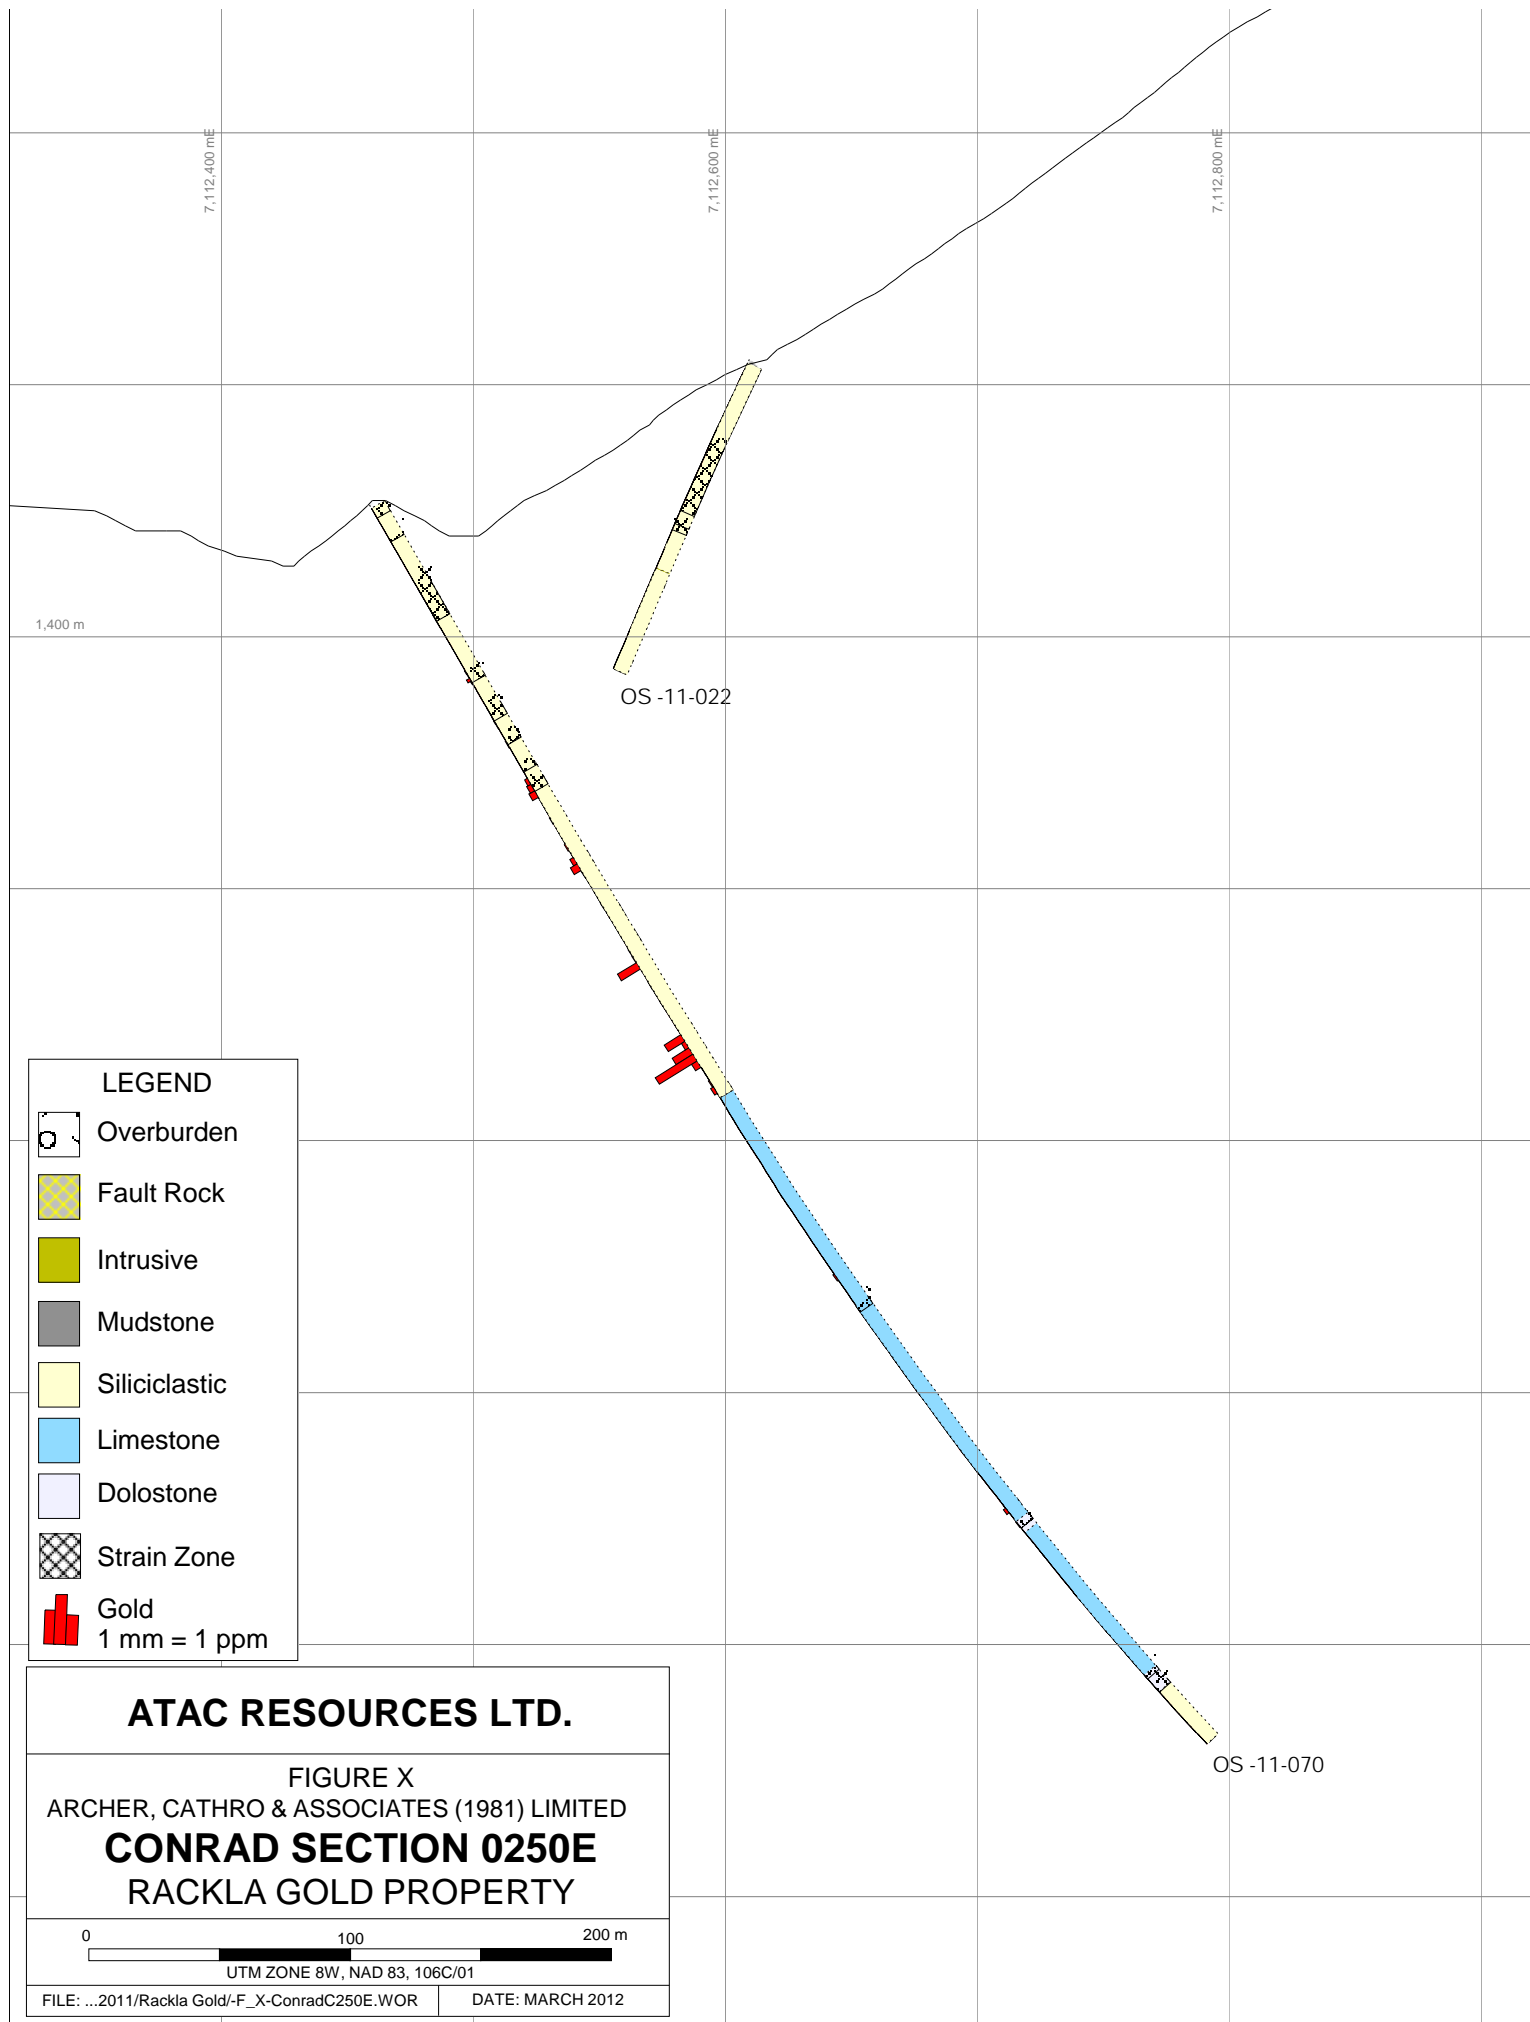 7,112,400 mE
7,112,600 mE
7,112,800 mE
1,400 m
OS -11-022
OS -11-070
LEGEND
Overburden
Fault Rock
Intrusive
Mudstone
Siliciclastic
Limestone
Dolostone
Strain Zone
Gold
1 mm = 1 ppm
ATAC RESOURCES LTD.
FIGURE X
ARCHER, CATHRO & ASSOCIATES (1981) LIMITED
CONRAD SECTION 0250E
RACKLA GOLD PROPERTY
0 100 200 m
UTM ZONE 8W, NAD 83, 106C/01
FILE: ...2011/Rackla Gold/-F_X-ConradC250E.WOR DATE: MARCH 2012